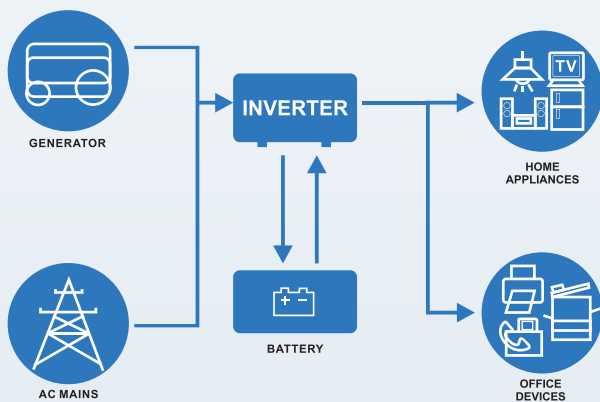 GENERATOR
INVERTER
TV
HOME
APPLIANCES
+ −
BATTERY
AC MAINS
OFFICE
DEVICES